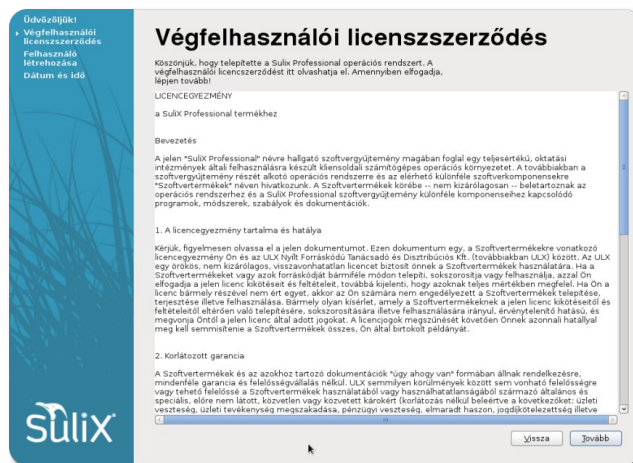 Üdvözöljük!
Végfelhasználói
licenszszerződés
Felhasználó
létrehozása
Dátum és idő
Végfelhasználói licenszszerződés
Köszönjük, hogy telepítette a Sulix Professional operációs rendszert. A
végfelhasználói licencszerződést itt olvashatja el. Amennyiben elfogadja,
lépjen tovább!
LICENCEGYEZMÉNY
a SuliX Professional termékhez
Bevezetés
A jelen "SuliX Professional" névre hallgató szoftvergyűjtemény magában foglal egy teljesértékű, oktatási
intézmények általi felhasználásra készült kliensoldali számítógépes operációs környezetet. A továbbiakban a
szoftvergyűjtemény részét alkotó operációs rendszerre és az elérhető különféle szoftverkomponensekre
"Szoftvertermékek" néven hivatkozunk. A Szoftvertermékek körébe -- nem kizárólagosan -- beletartoznak az
operációs rendszerhez és a SuliX Professional különféle komponenseihez kapcsolódó
programok, módszerek, szabályok és dokumentációk.
1. A licencegyezmény tartalma és hatálya
Kérjük, figyelmesen olvassa el a jelen dokumentumot. Ezen dokumentum egy, a Szoftvertermékekre vonatkozó
licencegyezmény Ön és az ULX Nyílt Forráskódú Tanácsadó és Disztribúciós Kft. (továbbiakban ULX) között. Az ULX
egy örökös, nem kizárólagos, visszavonhatatlan licencet biztosít önnek a Szoftvertermékek használatára. Ha a
Szoftvertermékeket vagy azok forráskódját bármiféle módon telepíti, sokszorosítja vagy felhasználja, azzal Ön
elfogadja a jelen licenc kikötéseit és feltételeit, továbbá kijelenti, hogy azoknak teljes mértékben megfelel. Ha Ön a
licenc bármely részével nem ért egyet, akkor az Ön számára nem engedélyezett a Szoftvertermékek telepítése,
terjesztése illetve felhasználása. Bármely olyan kísérlet, amely a Szoftvertermékeknek a jelen licenc kikötéseitől és
feltételeitől eltérően való telepítésére, sokszorosítására illetve felhasználására irányul, érvénytelenítő hatású, és
megvonja Öntől a jelen licenc által adott jogokat. A licencjogok megszűnését követően Önnek azonnali hatállyal
meg kell semmisítenie a Szoftvertermékek összes, Ön által birtokolt példányát.
2. Korlátozott garancia
A Szoftvertermékek és az azokhoz tartozó dokumentációk "úgy ahogy van" formában állnak rendelkezésre,
mindenféle garancia és felelősségvállalás nélkül. ULX semmilyen körülmények között sem vonható felelősségre
vagy tehető felelőssé a Szoftvertermékek használatából vagy használhatatlanságából származó általános és
speciális, előre nem látott, közvetlen vagy közvetett károkért (korlátozás nélkül beleértve a következőket: üzleti
veszteség, üzleti tevékenység megszakadása, pénzügyi veszteség, elmaradt haszon, jogdíjkötelezettség illetve
sulix
Vissza
Tovább